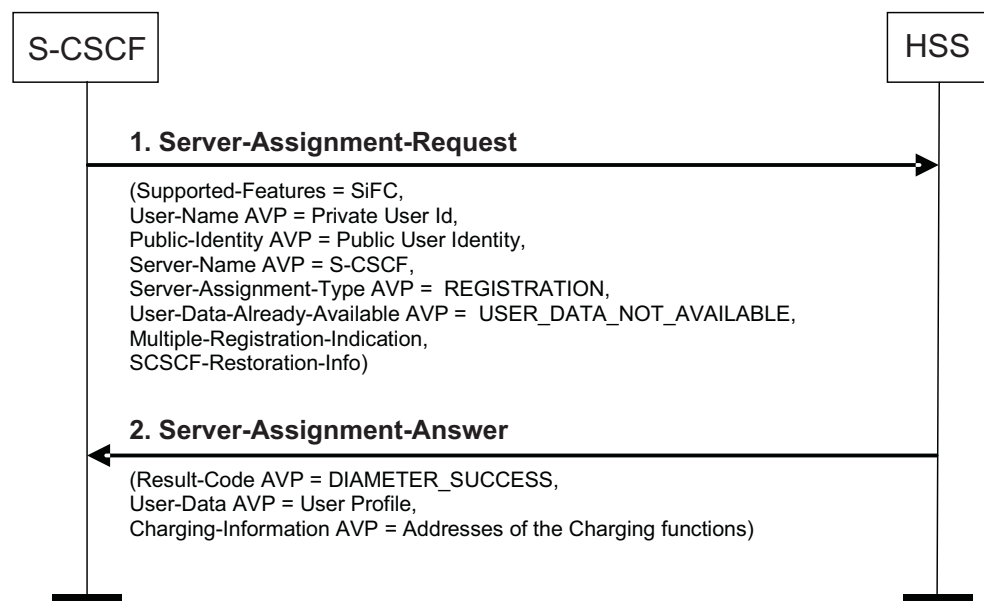 S-CSCF
HSS
1. Server-Assignment-Request
(Supported-Features = SiFC,
User-Name AVP = Private User Id,
Public-Identity AVP = Public User Identity,
Server-Name AVP = S-CSCF,
Server-Assignment-Type AVP = REGISTRATION,
User-Data-Already-Available AVP = USER_DATA_NOT_AVAILABLE,
Multiple-Registration-Indication,
SCSCF-Restoration-Info)
2. Server-Assignment-Answer
(Result-Code AVP = DIAMETER_SUCCESS,
User-Data AVP = User Profile,
Charging-Information AVP = Addresses of the Charging functions)